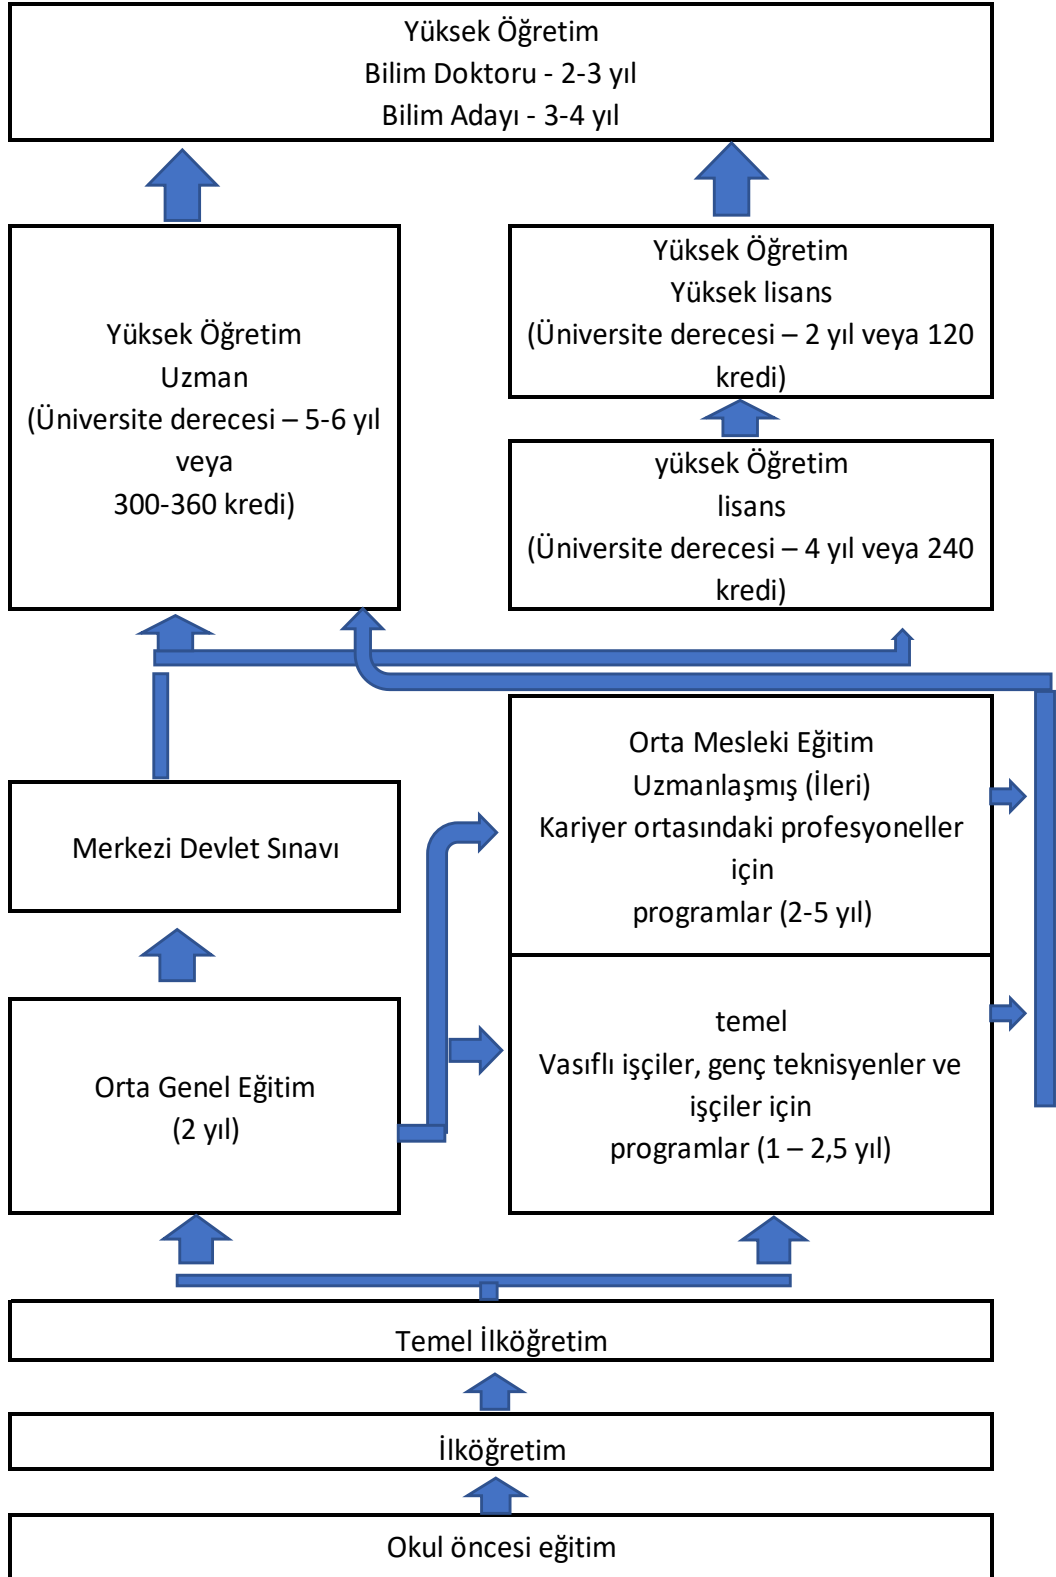 Yüksek Öğretim
Bilim Doktoru - 2-3 yıl
Bilim Adayı - 3-4 yıl
Yüksek Öğretim
Uzman
(Üniversite derecesi – 5-6 yıl
veya
300-360 kredi)
Yüksek Öğretim
Yüksek lisans
(Üniversite derecesi – 2 yıl veya 120
kredi)
yüksek Öğretim
lisans
(Üniversite derecesi – 4 yıl veya 240
kredi)
Merkezi Devlet Sınavı
Orta Mesleki Eğitim
Uzmanlaşmış (İleri)
Kariyer ortasındaki profesyoneller
için
programlar (2-5 yıl)
Orta Genel Eğitim
(2 yıl)
temel
Vasıflı işçiler, genç teknisyenler ve
işçiler için
programlar (1 – 2,5 yıl)
Temel İlköğretim
İlköğretim
Okul öncesi eğitim